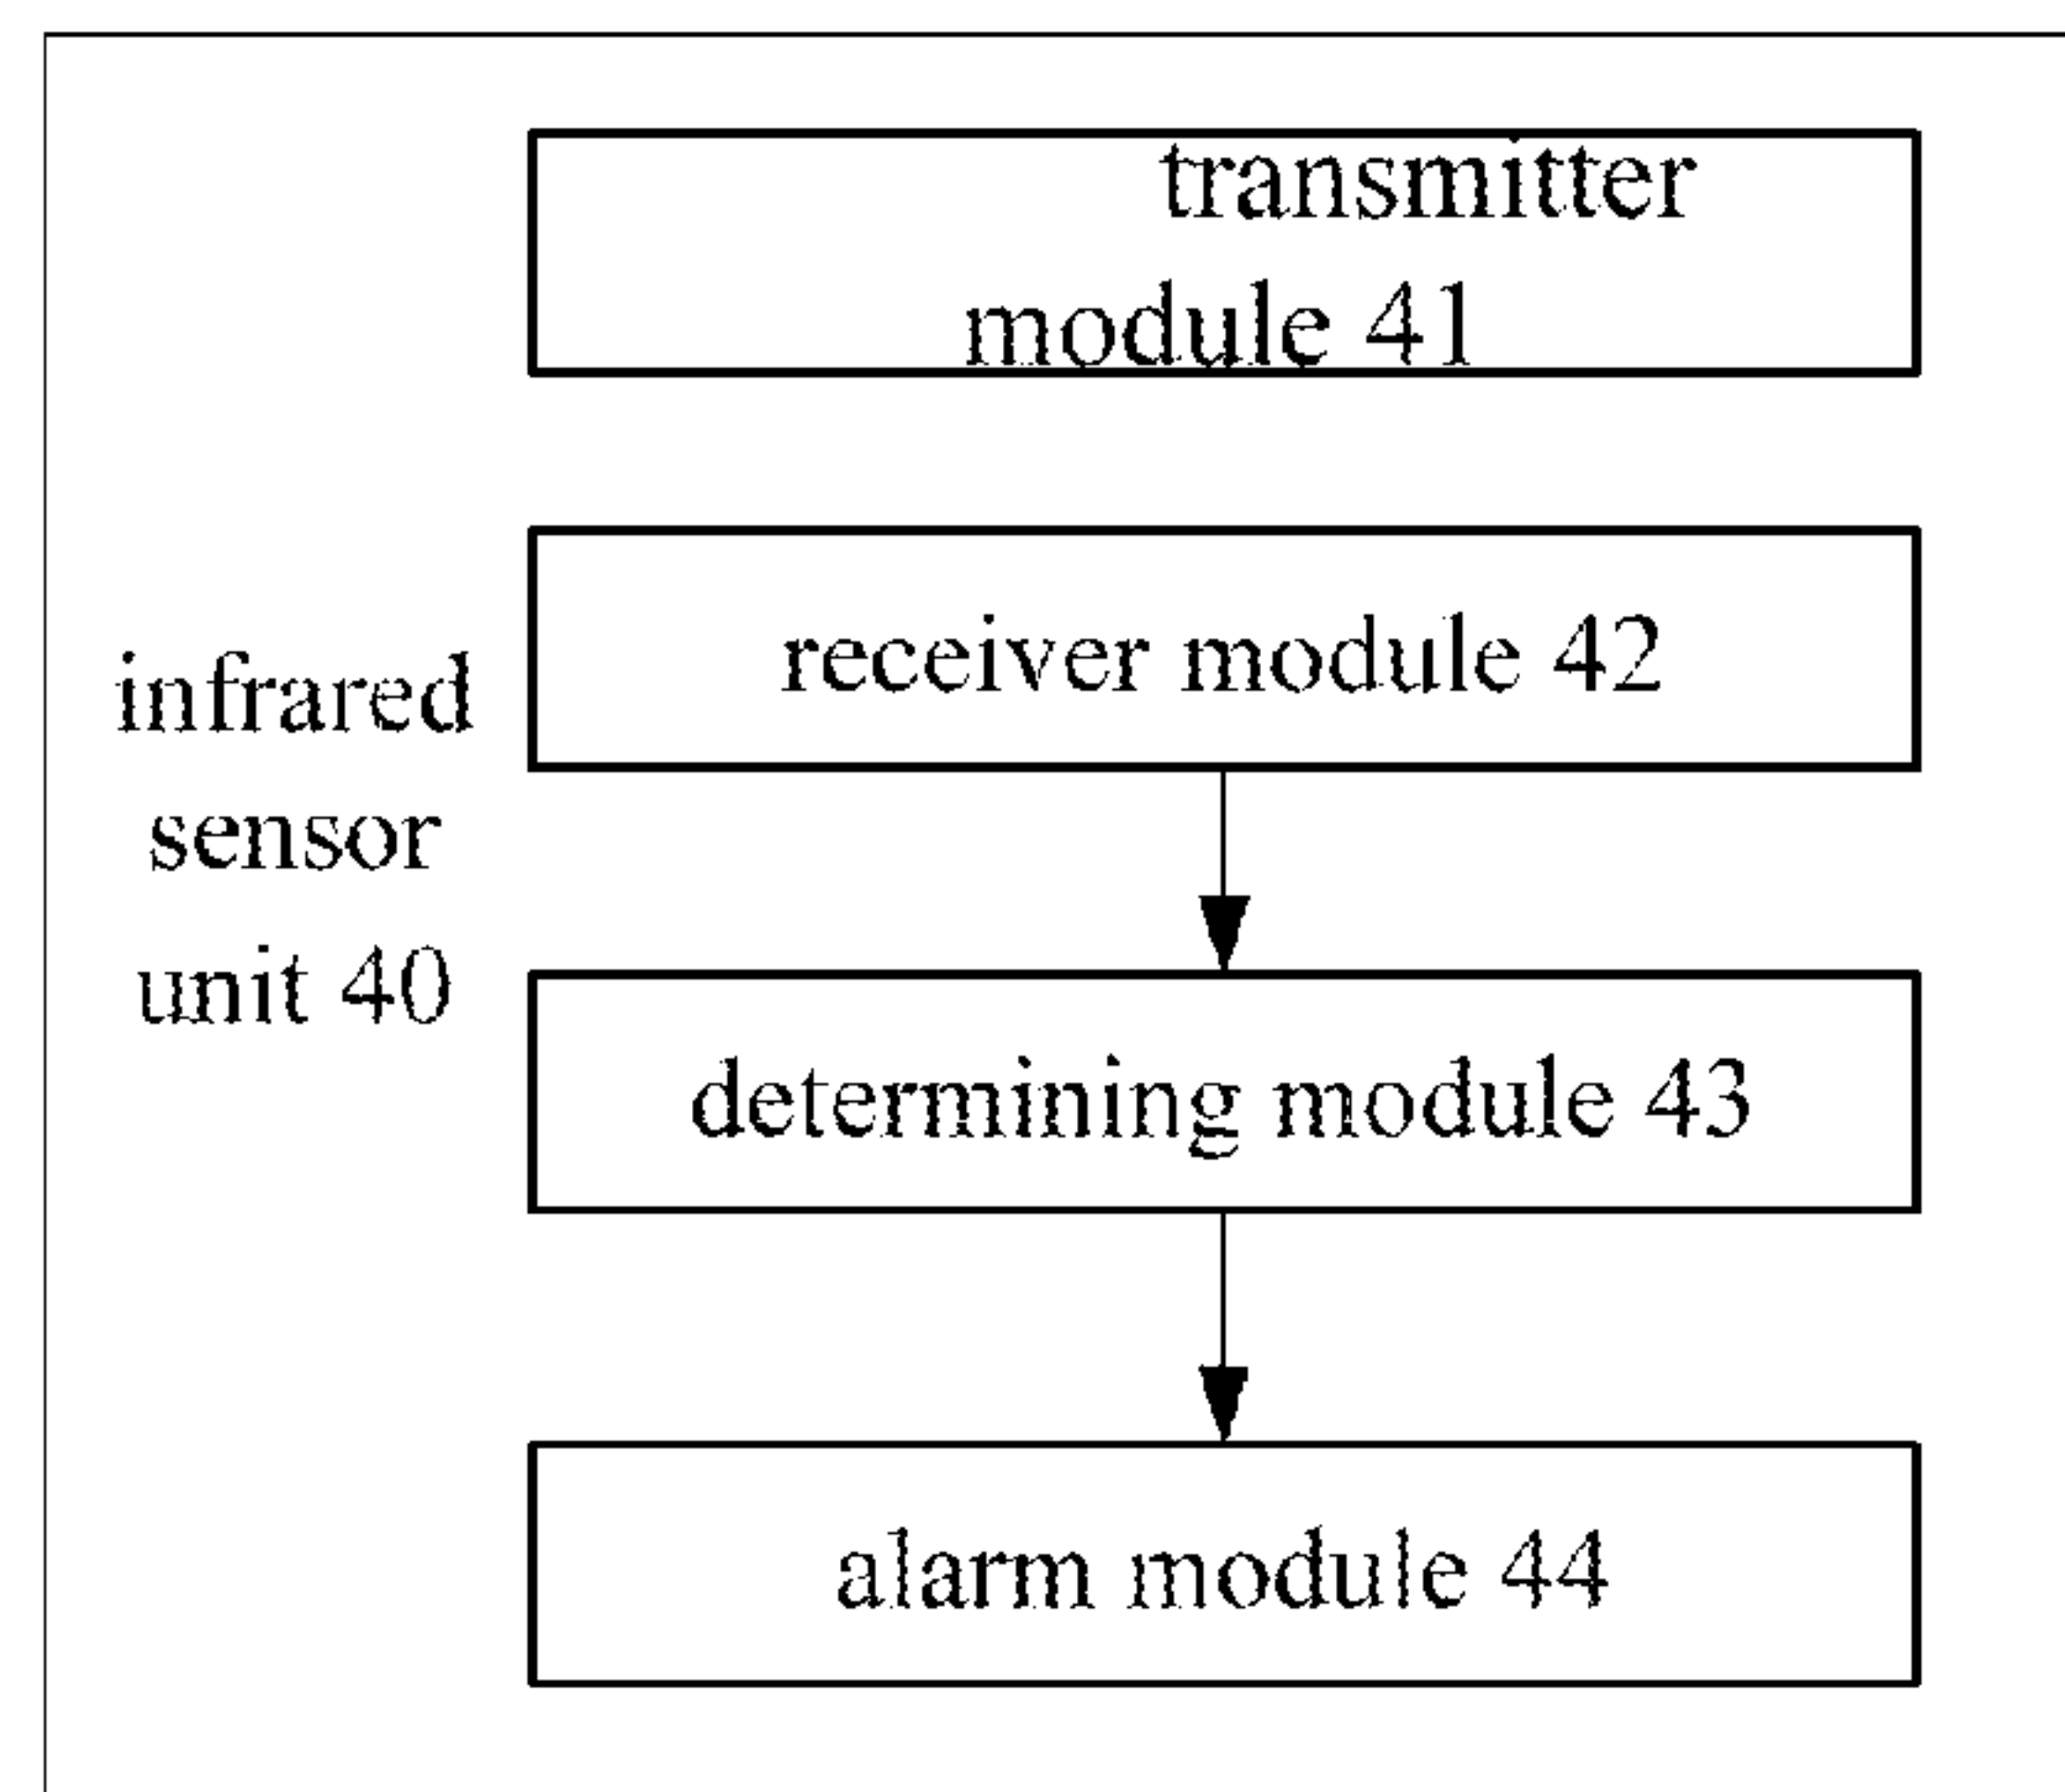 transmitter
module 41
receiver module 42
infrared
sensor
unit 40
determining module 43
alarm module 44